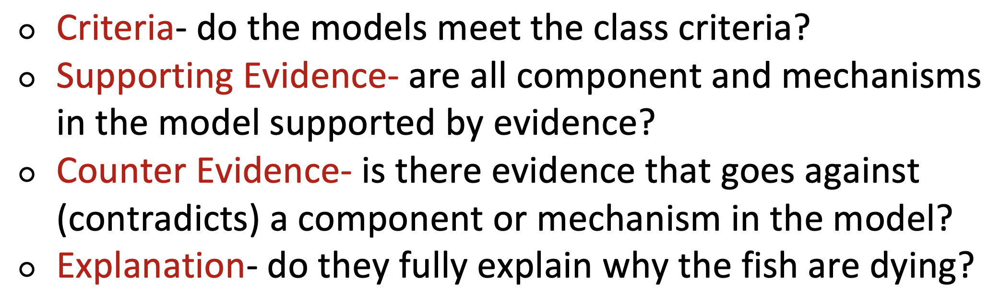 ○ Criteria- do the models meet the class criteria?
○ Supporting Evidence- are all component and mechanisms
in the model supported by evidence?
○ Counter Evidence- is there evidence that goes against
(contradicts) a component or mechanism in the model?
○ Explanation- do they fully explain why the fish are dying?